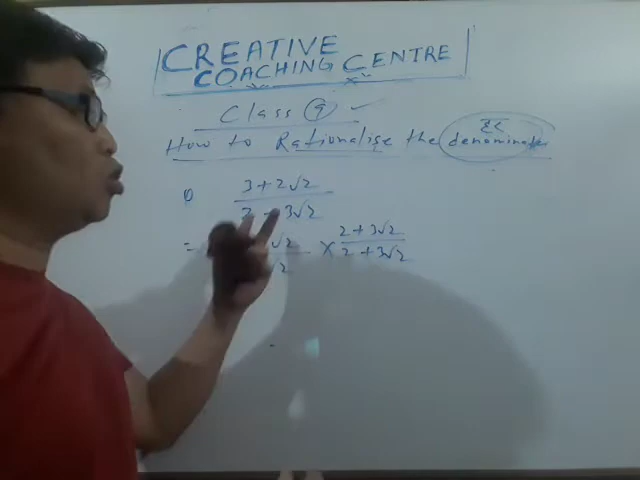 CREATIVE
COACHING CENTRE
Class 9
How to Rationalise the denominator
1) 3+2√2
3√2
= √2 × 2+3√2
√2 2+3√2